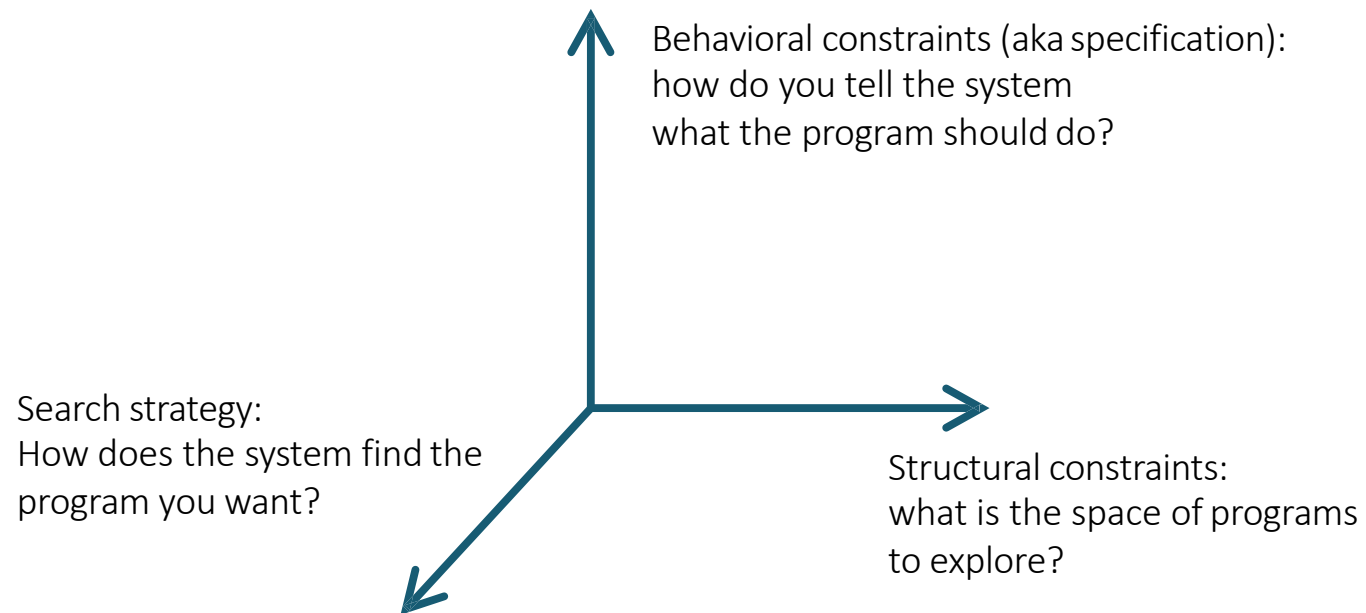 Behavioral constraints (aka specification):
how do you tell the system
what the program should do?
Search strategy:
How does the system find the
program you want?
Structural constraints:
what is the space of programs
to explore?